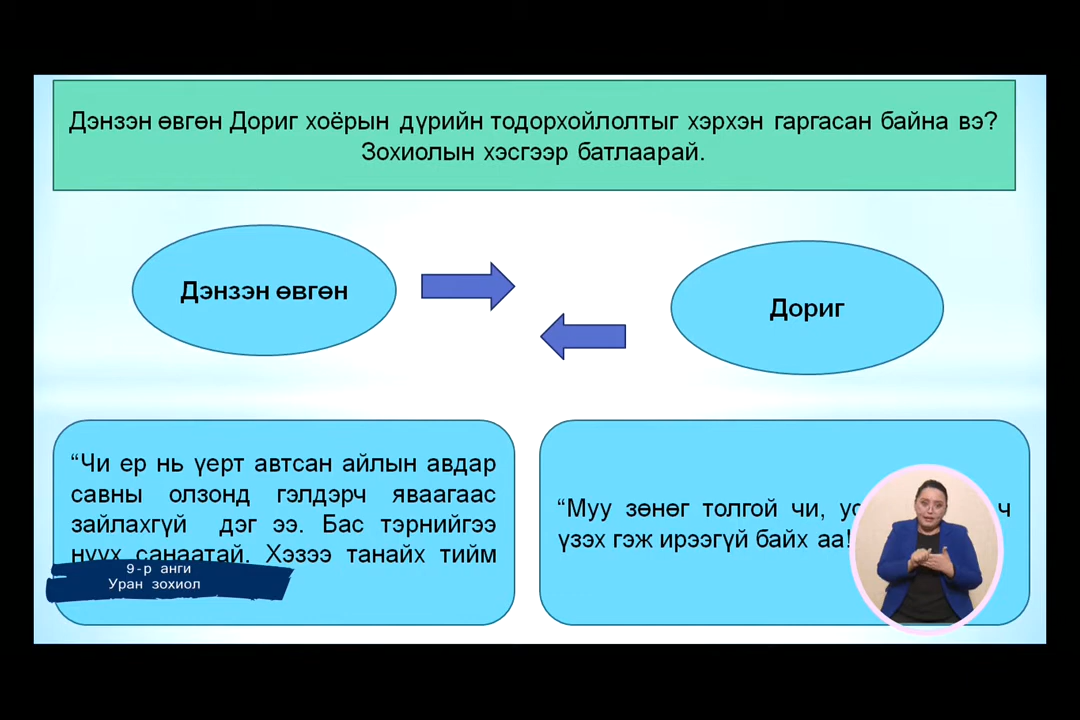 Дэнзэн өвгөн Дориг хоёрын дүрийн тодорхойлолтыг хэрхэн гаргасан байна вэ?
Зохиолын хэсгээр батлаарай.
Дэнзэн өвгөн
Дориг
“Чи ер нь үерт автсан айлын авдар
савны олзонд гэлдэрч яваагаас
зайлахгүй дэг ээ. Бас тэрнийгээ
нуух санаатай. Хэзээ танайх тийм
“Муу зөнөг толгой чи, ч
үзэх гэж ирээгүй байх аа!
9-р анги
Уран зохиол